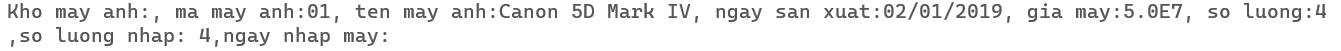 Kho may anh:, ma may anh:01, ten may anh:Canon 5D Mark IV, ngay san xuat:02/01/2019, gia may:5.0E7, so luong:4
,so luong nhap: 4,ngay nhap may: